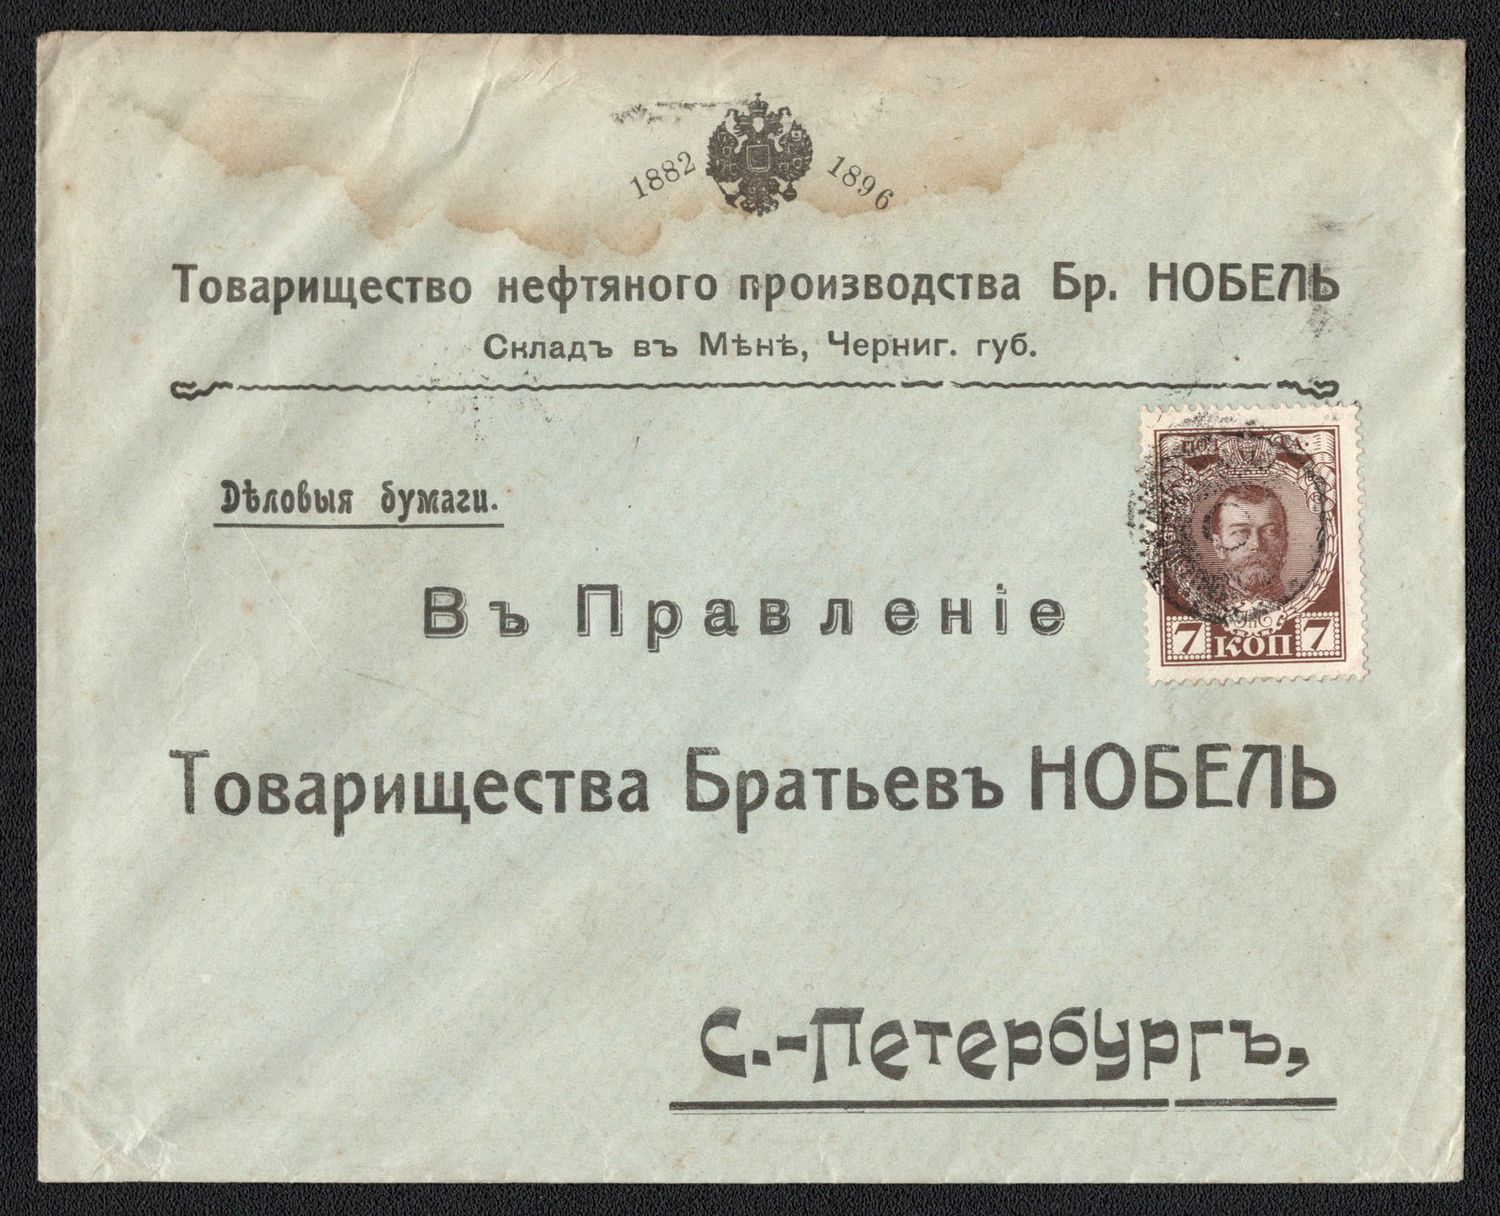 1882 1896
Товарищество нефтяного производства Бр. НОБЕЛЬ
Складъ въ Мѣнѣ, Черниг. губ.
Дѣловыя бумаги.
Въ Правленіе
7 КОП 7
Товарищества Братьевъ НОБЕЛЬ
С.-Петербургъ,